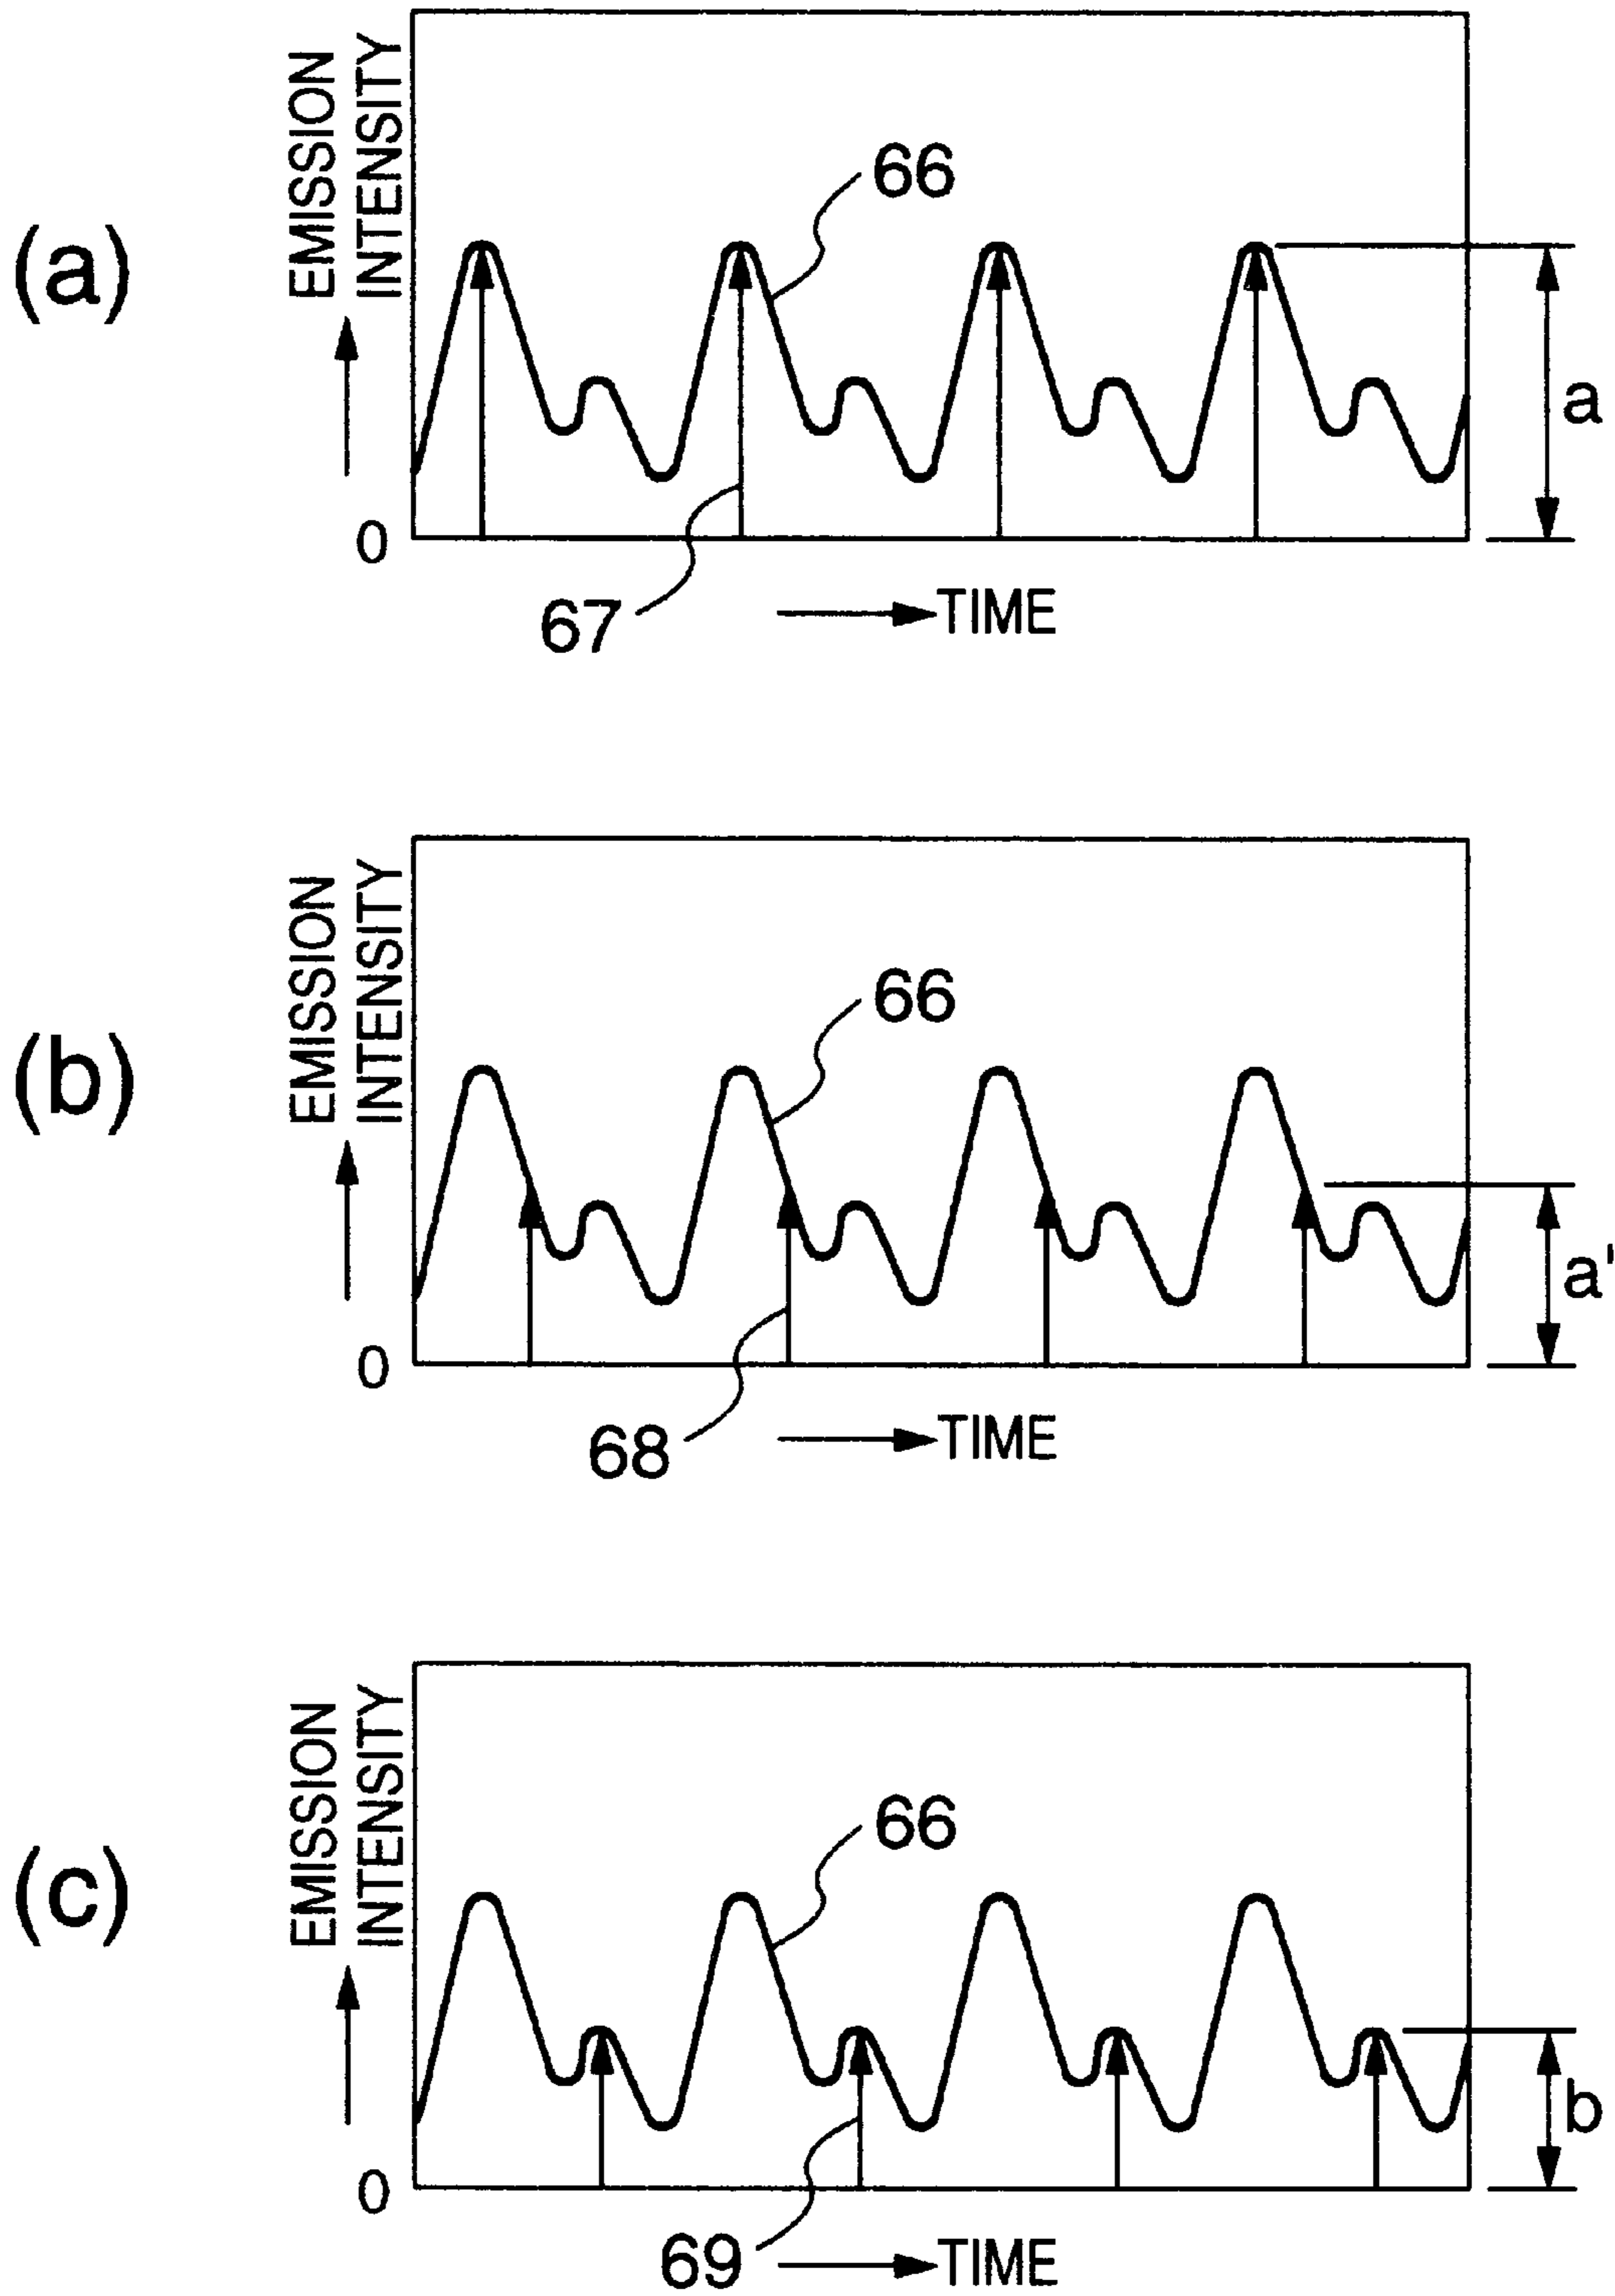 (a)
EMISSION
INTENSITY
66
a
0
67
TIME
(b)
EMISSION
INTENSITY
66
a'
0
68
TIME
(c)
EMISSION
INTENSITY
66
b
0
69
TIME